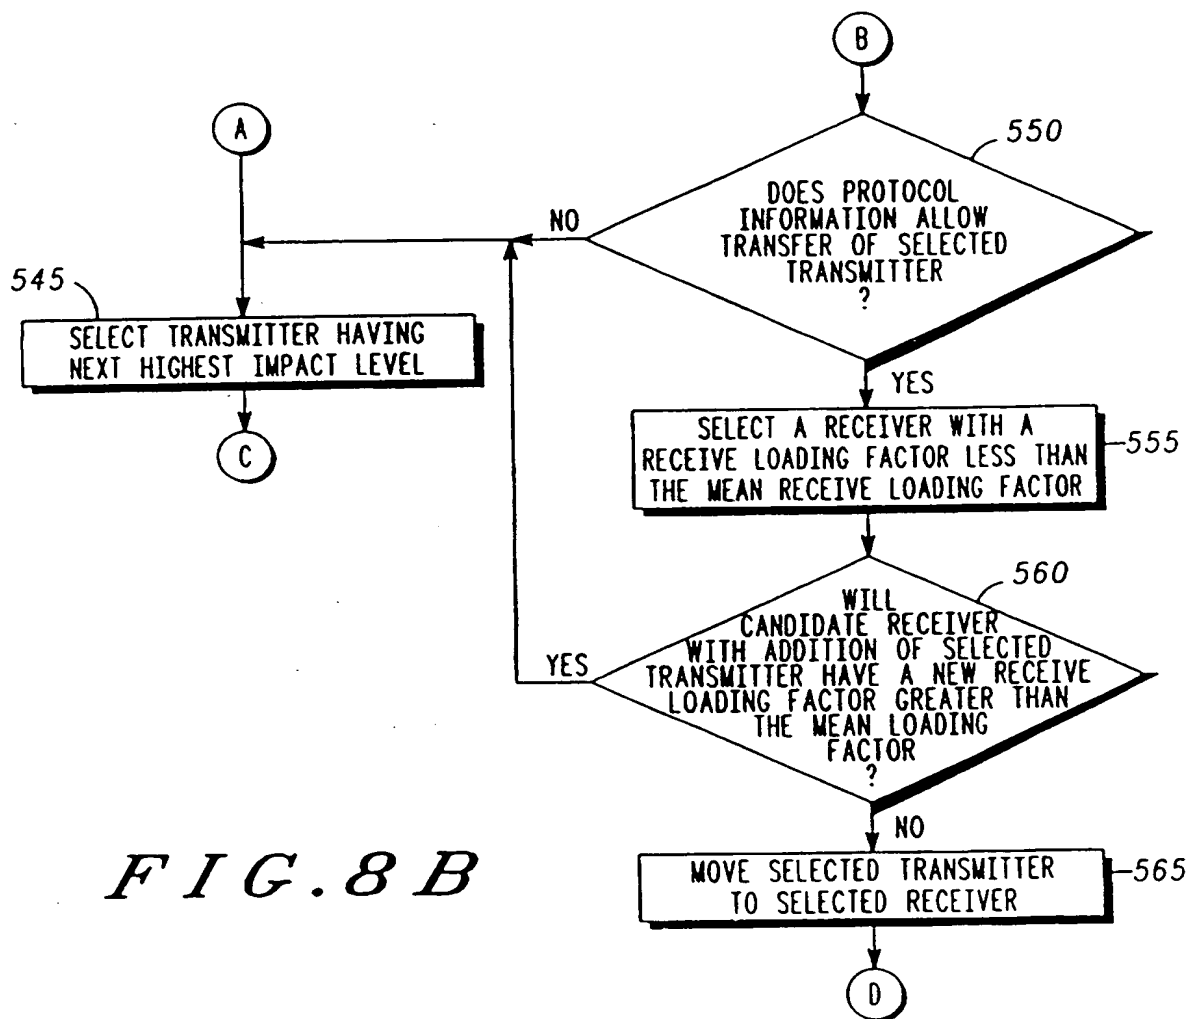 B
A
550
DOES PROTOCOL
INFORMATION ALLOW
TRANSFER OF SELECTED
TRANSMITTER
?
NO
545
SELECT TRANSMITTER HAVING
NEXT HIGHEST IMPACT LEVEL
C
YES
SELECT A RECEIVER WITH A
RECEIVE LOADING FACTOR LESS THAN
THE MEAN RECEIVE LOADING FACTOR
555
560
WILL
CANDIDATE RECEIVER
WITH ADDITION OF SELECTED
TRANSMITTER HAVE A NEW RECEIVE
LOADING FACTOR GREATER THAN
THE MEAN LOADING
FACTOR
?
YES
NO
MOVE SELECTED TRANSMITTER
TO SELECTED RECEIVER
565
D
FIG.8B